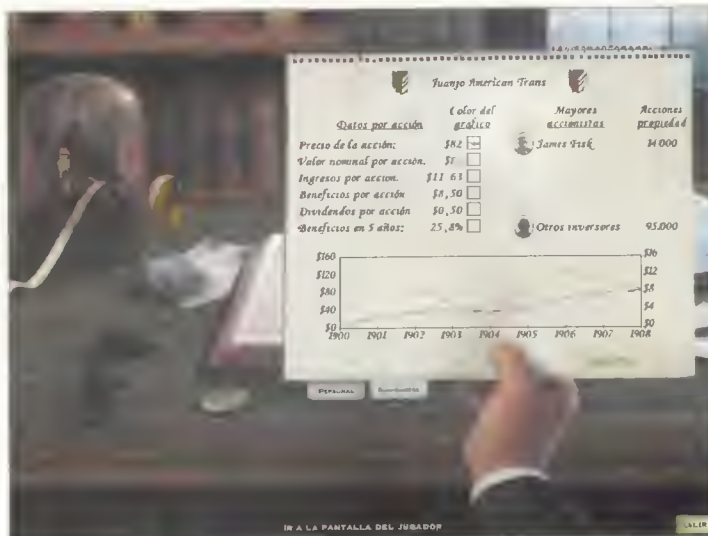 Juanjo American Trans
Datos por acción
Color del gráfico
Mayores accionistas
Acciones propiedad
Precio de la acción: $82 James Fisk 14.000
Valor nominal por acción.
Ingresos por accion. $11 63
Beneficios por acción $8,50
Dividendos por acción $0,50
Beneficios en 5 años: 25,8% Otros inversores 95.000
$160 $16
$120 $12
$80 $8
$40 $4
$0 $0
1900 1901 1902 1903 1904 1905 1906 1907 1908
PERSONAL
IR A LA PANTALLA DEL JUGADOR
SALIR